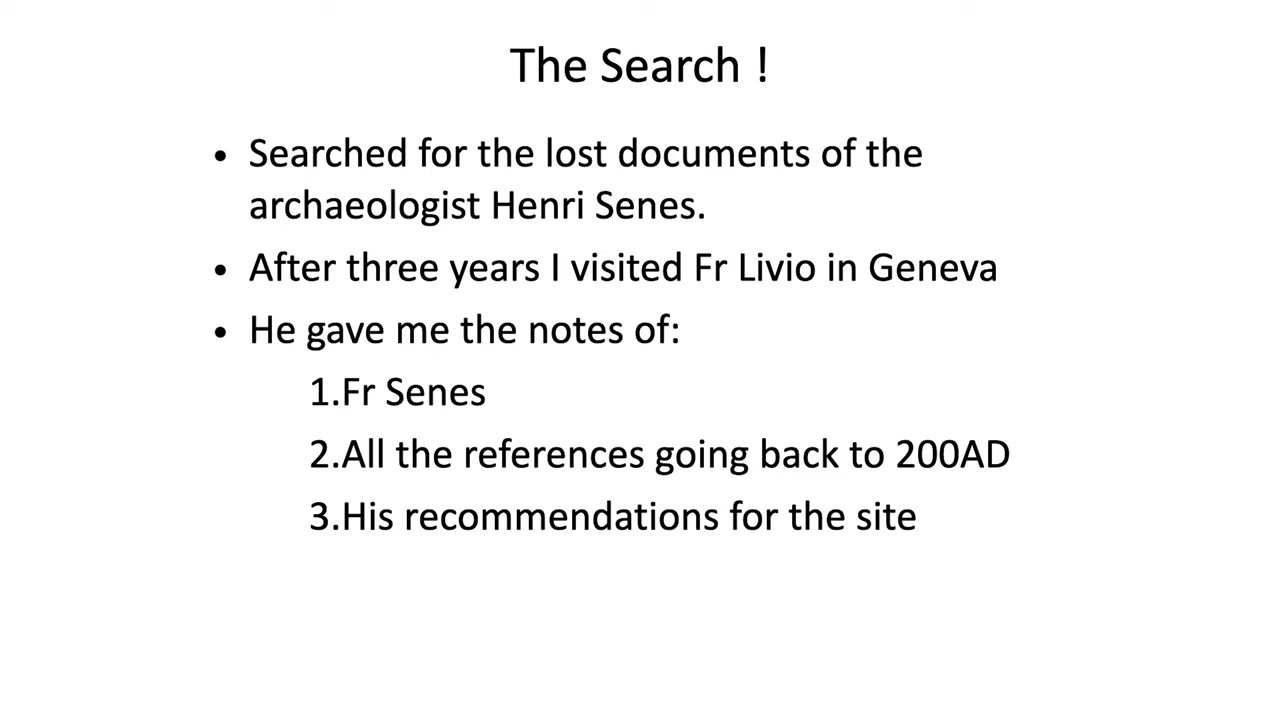 The Search !
• Searched for the lost documents of the
archaeologist Henri Senes.
• After three years I visited Fr Livio in Geneva
• He gave me the notes of:
1.Fr Senes
2.All the references going back to 200AD
3.His recommendations for the site